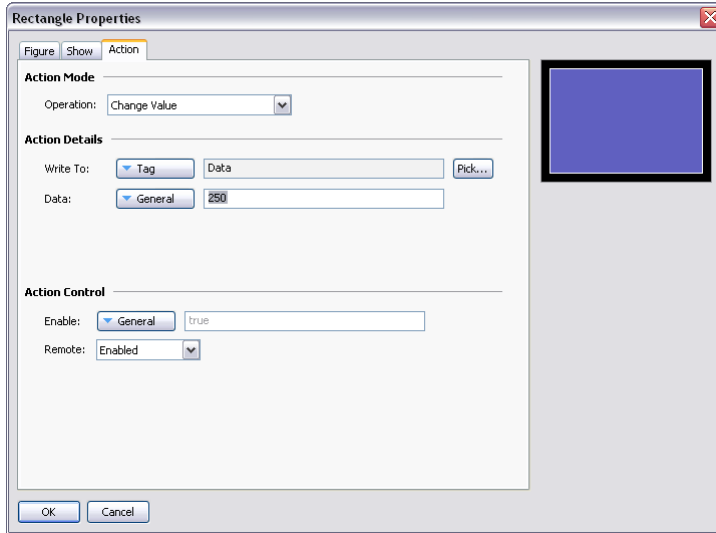 Rectangle Properties
Figure Show Action
Action Mode
Operation: Change Value
Action Details
Write To: Tag Data Pick...
Data: General 250
Action Control
Enable: General true
Remote: Enabled
OK Cancel